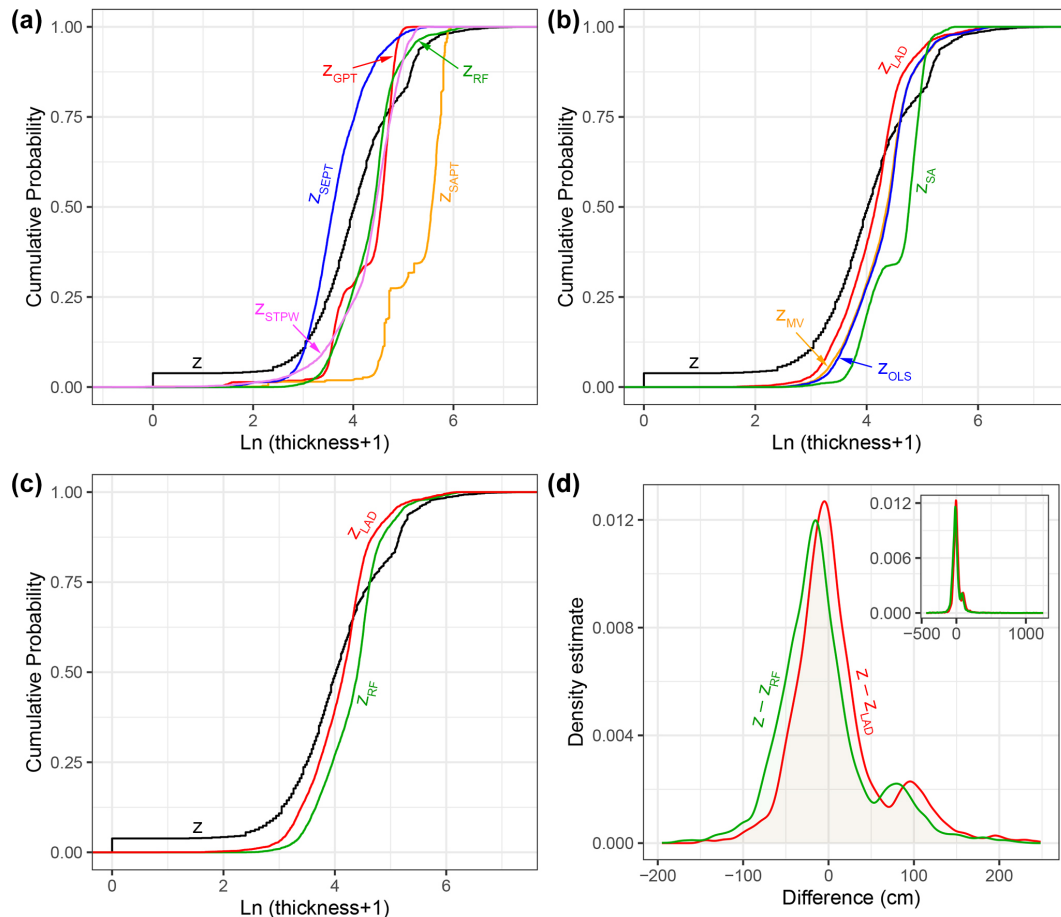 (a)
Cumulative Probability
1.00
0.75
0.50
0.25
0.00
Z_GPT
Z_RF
Z_SEPT
Z_SAPT
Z_STPW
Z
0 2 4 6
Ln (thickness+1)
(b)
Cumulative Probability
1.00
0.75
0.50
0.25
0.00
Z_LAD
Z_SA
Z_MV
Z_OLS
Z
0 2 4 6
Ln (thickness+1)
(c)
Cumulative Probability
1.00
0.75
0.50
0.25
0.00
Z_LAD
Z_RF
Z
0 2 4 6
Ln (thickness+1)
(d)
Density estimate
0.012
0.008
0.004
0.000
Z − Z_RF
Z − Z_LAD
0.012
0.006
0.000
−500 0 1000
−200 −100 0 100 200
Difference (cm)